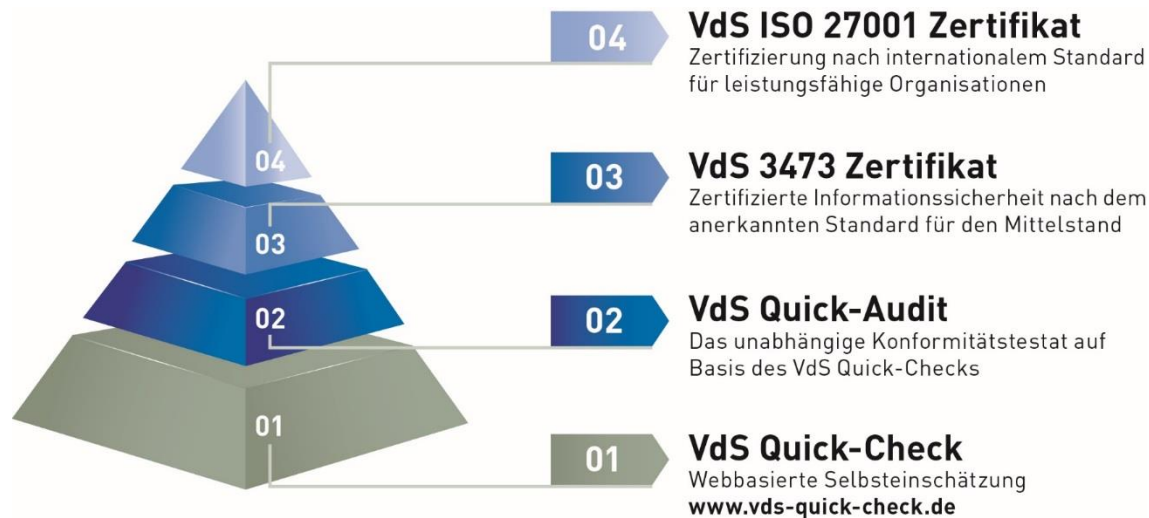 04
VdS ISO 27001 Zertifikat
Zertifizierung nach internationalem Standard
für leistungsfähige Organisationen
04
03
VdS 3473 Zertifikat
Zertifizierte Informationssicherheit nach dem
anerkannten Standard für den Mittelstand
03
02
VdS Quick-Audit
Das unabhängige Konformitätstestat auf
Basis des VdS Quick-Checks
02
01
VdS Quick-Check
Webbasierte Selbsteinschätzung
www.vds-quick-check.de
01